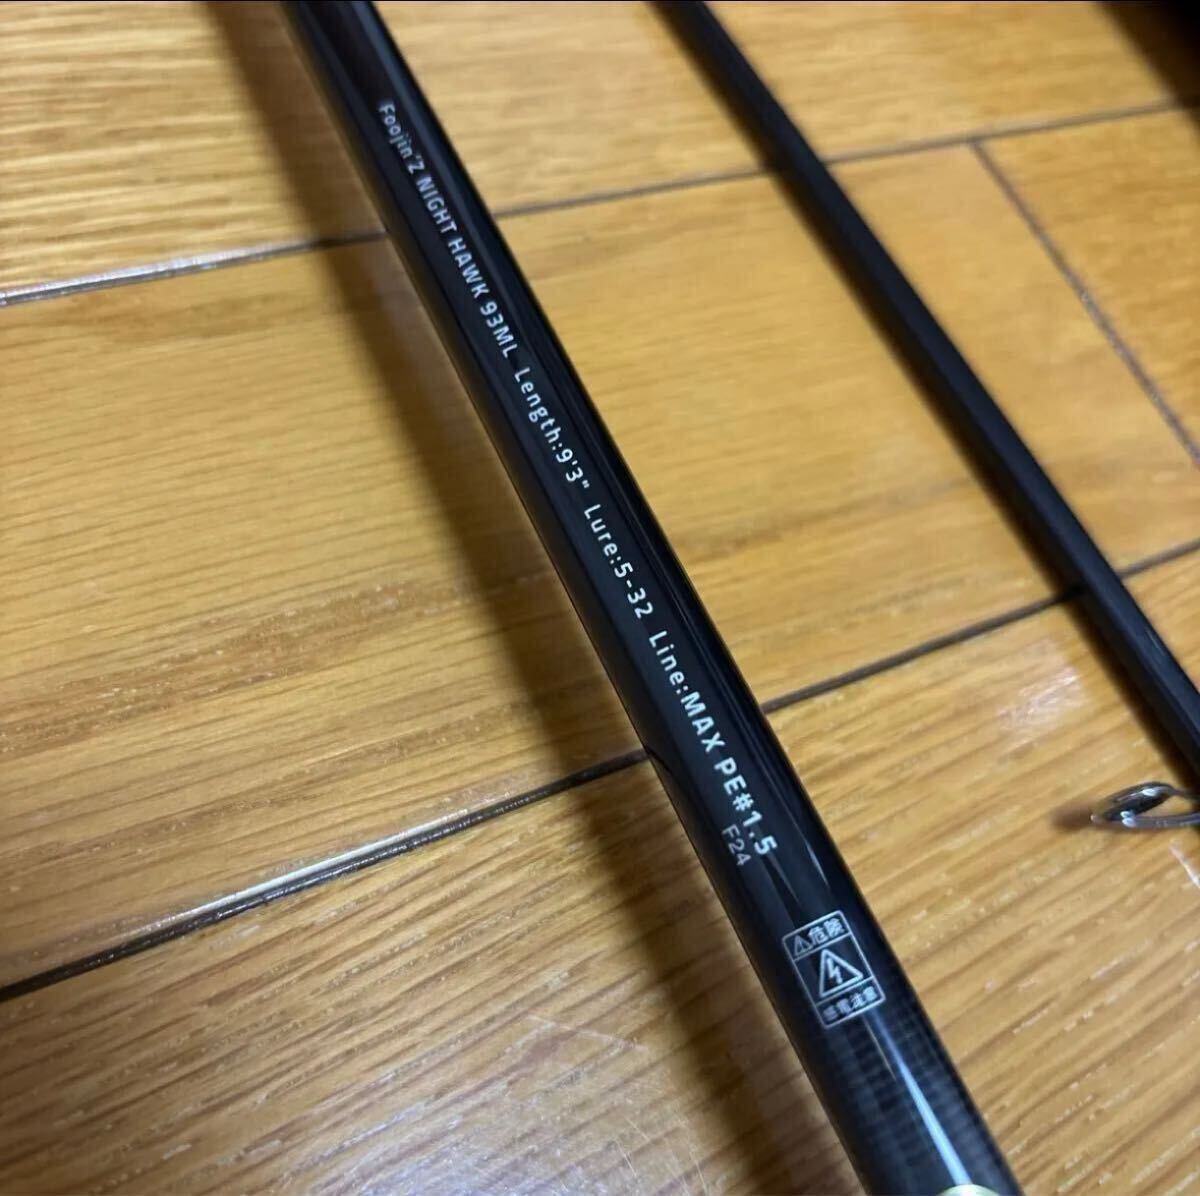 Foojin'Z NIGHT HAWK 93ML Length:9'3" Lure:5-32 Line:MAX PE#1.5
F24
⚠危険
感電注意